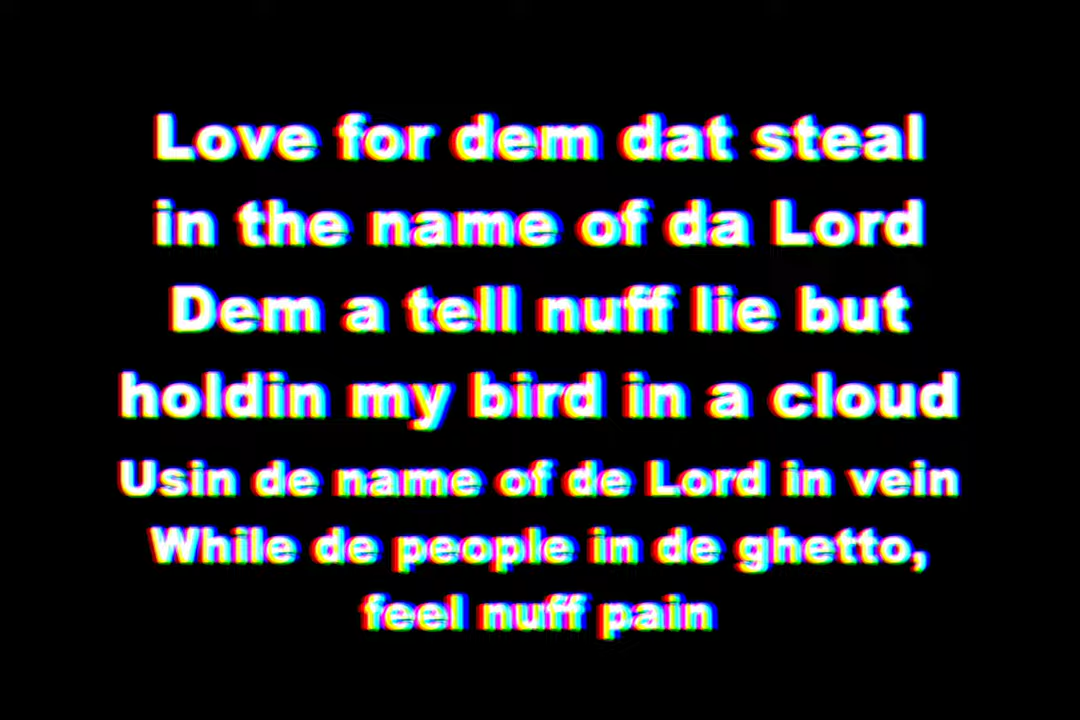 Love for dem dat steal
in the name of da Lord
Dem a tell nuff lie but
holdin my bird in a cloud
Usin de name of de Lord in vein
While de people in de ghetto,
feel nuff pain